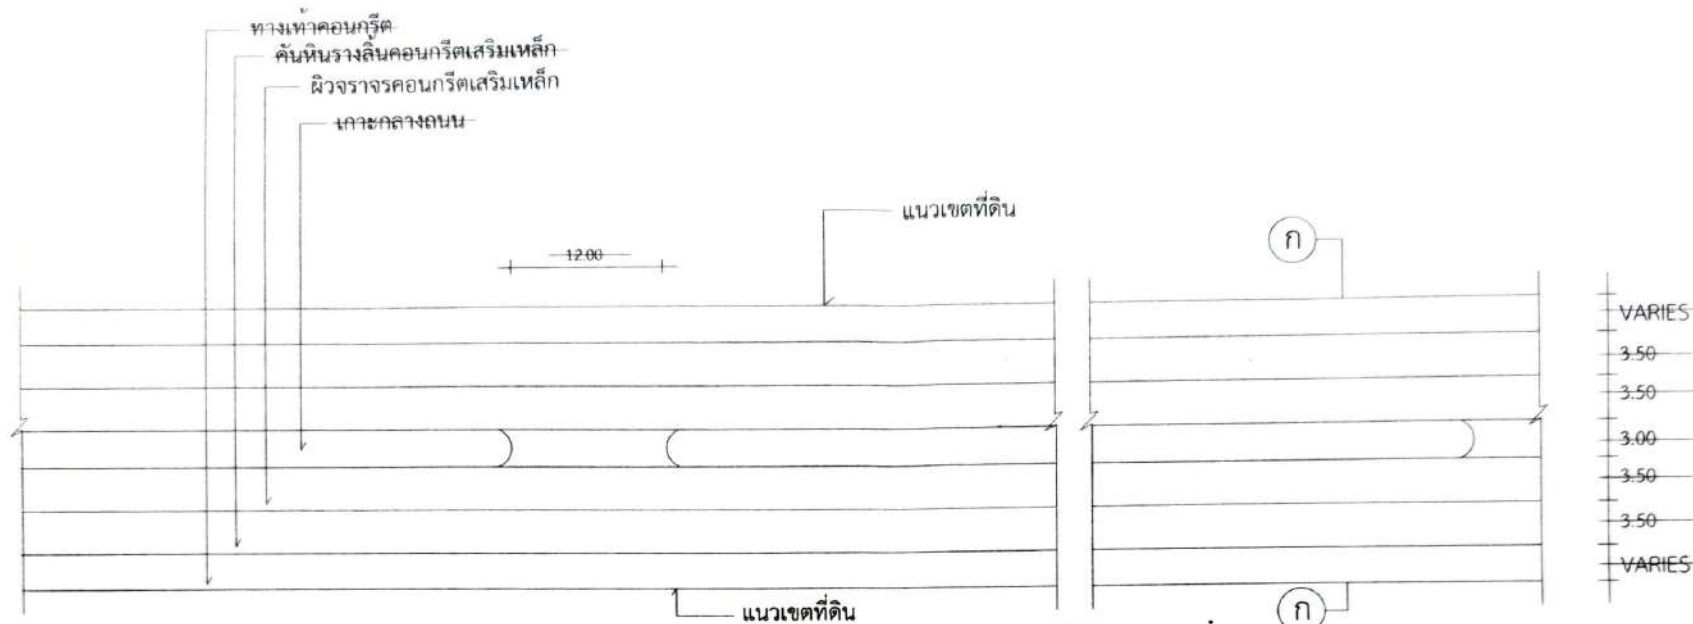 ทางเท้าคอนกรีต
คันหินรางลิ้นคอนกรีตเสริมเหล็ก
ผิวจราจรคอนกรีตเสริมเหล็ก
เกาะกลางถนน
แนวเขตที่ดิน
12.00
ก
VARIES
3.50
3.50
3.00
3.50
3.50
VARIES
แนวเขตที่ดิน
ก